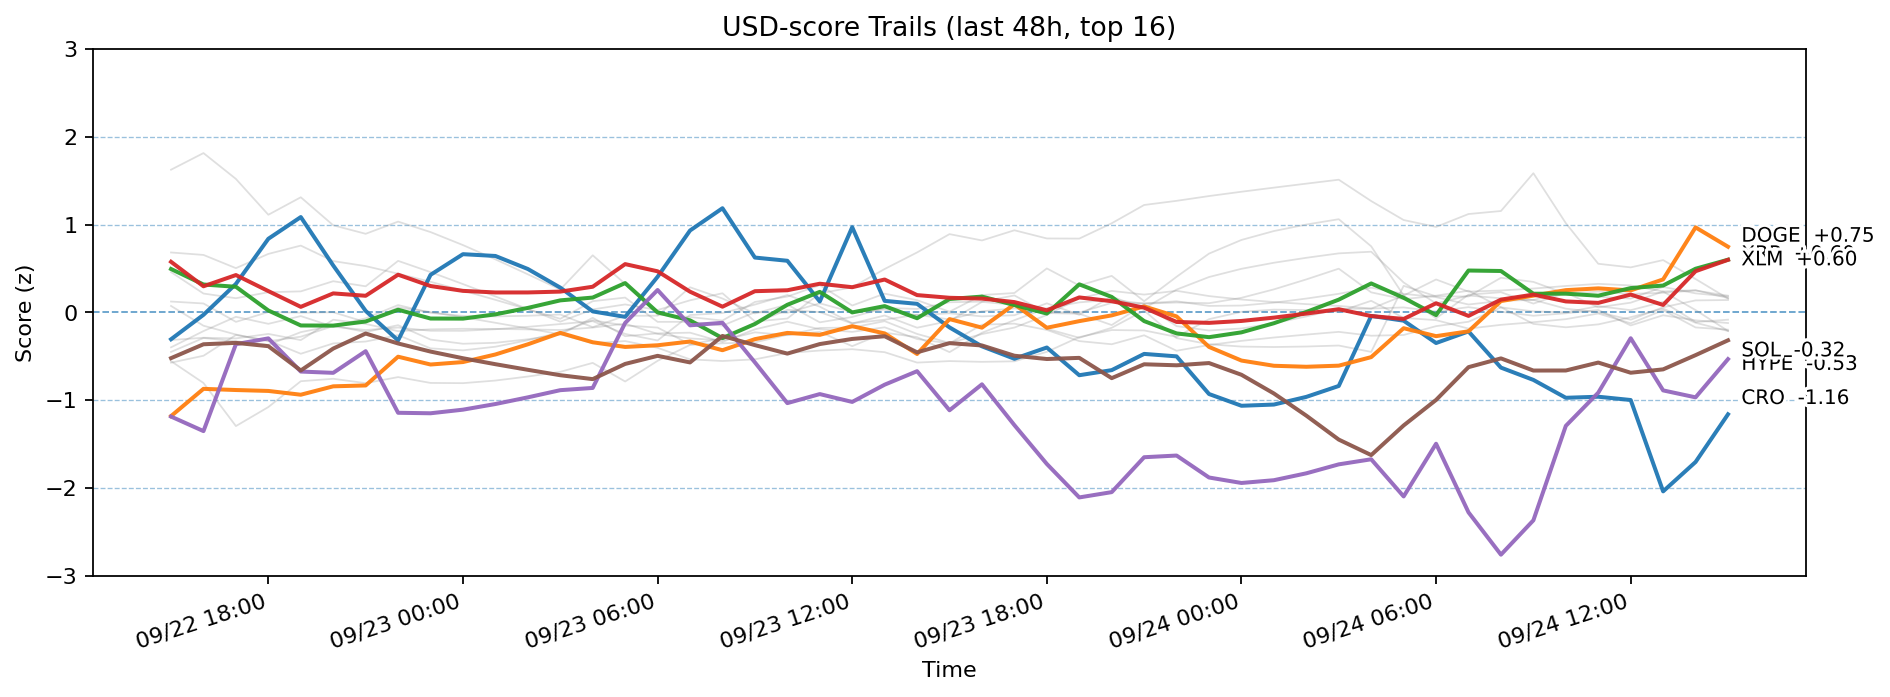 USD-score Trails (last 48h, top 16)
3
2
1
0
−1
−2
−3
Score (z)
DOGE +0.75
XLM +0.60
SOL -0.32
HYPE -0.53
CRO -1.16
09/22 18:00
09/23 00:00
09/23 06:00
09/23 12:00
09/23 18:00
09/24 00:00
09/24 06:00
09/24 12:00
Time